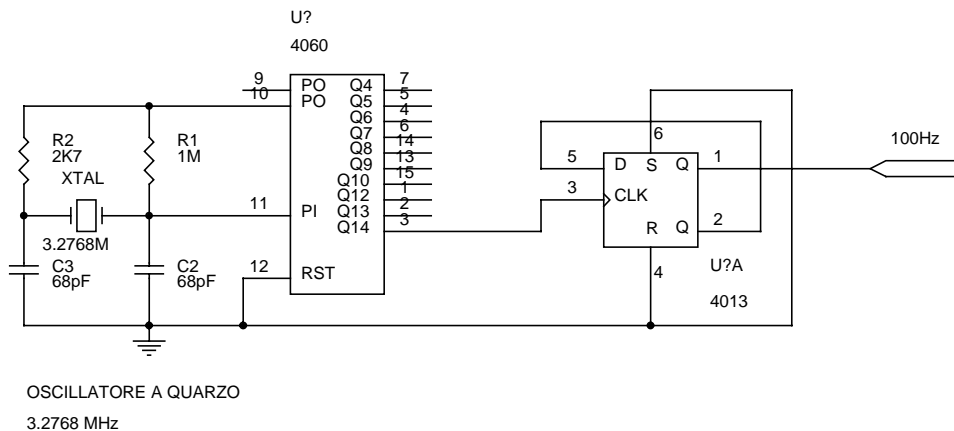 U?
4060
9
PO
Q4
7
10
PO
Q5
5
Q6
4
Q7
6
Q8
14
Q9
13
Q10
15
Q12
1
Q13
2
Q14
3
11
PI
12
RST
R2
2K7
R1
1M
XTAL
3.2768M
C3
68pF
C2
68pF
6
5
D
S
Q
1
3
CLK
R
Q
2
4
U?A
4013
100Hz
OSCILLATORE A QUARZO
3.2768 MHz